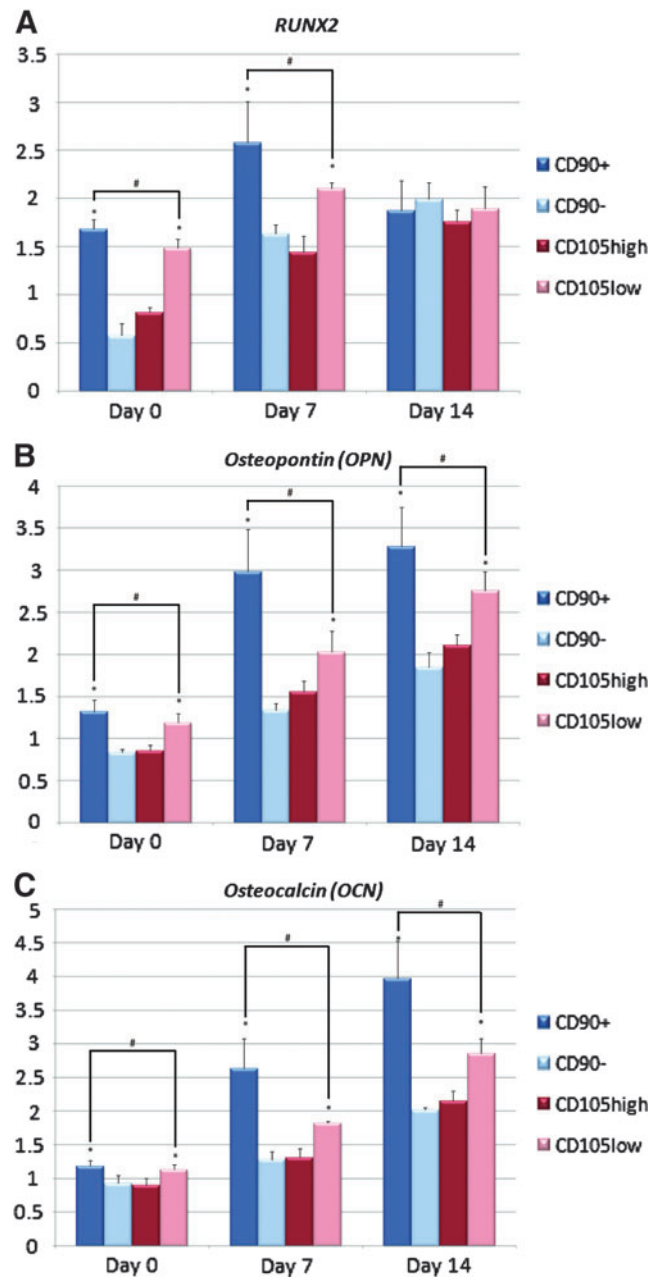 A
RUNX2
3.5
3
2.5
2
1.5
1
0.5
0
#
*
*
#
*
*
Day 0
Day 7
Day 14
CD90+
CD90-
CD105high
CD105low
B
Osteopontin (OPN)
4
3.5
3
2.5
2
1.5
1
0.5
0
#
*
*
#
*
*
#
*
*
Day 0
Day 7
Day 14
CD90+
CD90-
CD105high
CD105low
C
Osteocalcin (OCN)
5
4.5
4
3.5
3
2.5
2
1.5
1
0.5
0
#
*
*
#
*
*
#
*
*
Day 0
Day 7
Day 14
CD90+
CD90-
CD105high
CD105low